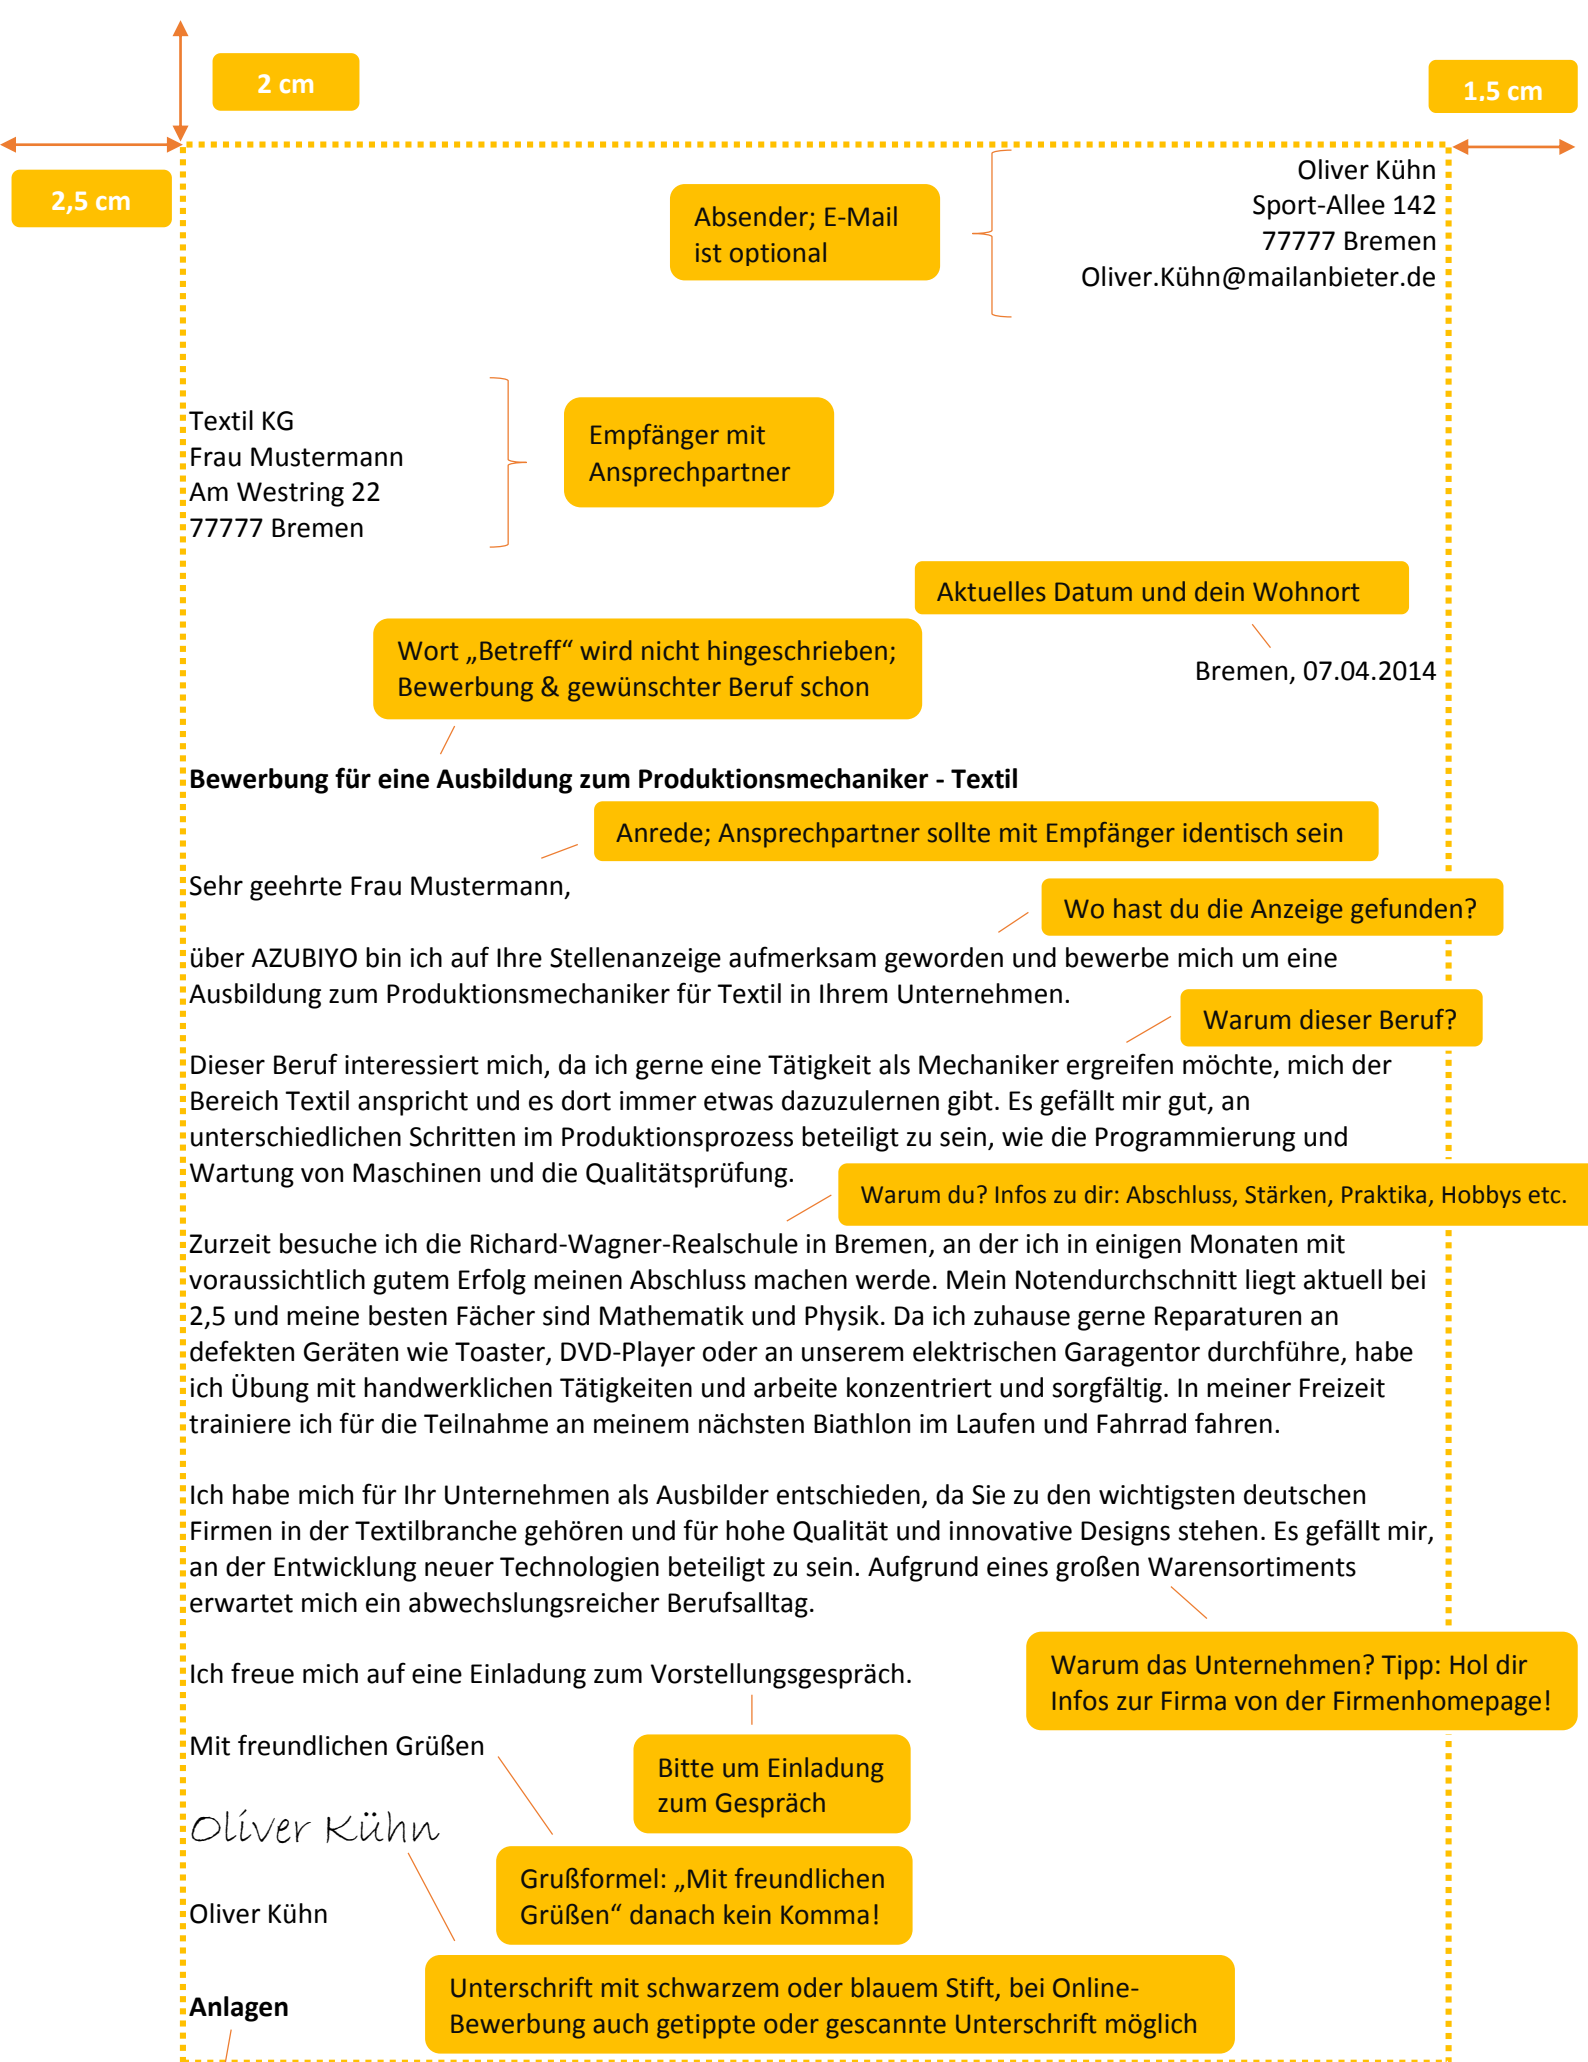 2 cm
1,5 cm
2,5 cm
Absender; E-Mail
ist optional
Oliver Kühn
Sport-Allee 142
77777 Bremen
Oliver.Kühn@mailanbieter.de
Textil KG
Frau Mustermann
Am Westring 22
77777 Bremen
Empfänger mit
Ansprechpartner
Aktuelles Datum und dein Wohnort
Wort „Betreff“ wird nicht hingeschrieben;
Bewerbung & gewünschter Beruf schon
Bremen, 07.04.2014
Bewerbung für eine Ausbildung zum Produktionsmechaniker - Textil
Anrede; Ansprechpartner sollte mit Empfänger identisch sein
Sehr geehrte Frau Mustermann,
Wo hast du die Anzeige gefunden?
über AZUBIYO bin ich auf Ihre Stellenanzeige aufmerksam geworden und bewerbe mich um eine
Ausbildung zum Produktionsmechaniker für Textil in Ihrem Unternehmen.
Warum dieser Beruf?
Dieser Beruf interessiert mich, da ich gerne eine Tätigkeit als Mechaniker ergreifen möchte, mich der
Bereich Textil anspricht und es dort immer etwas dazuzulernen gibt. Es gefällt mir gut, an
unterschiedlichen Schritten im Produktionsprozess beteiligt zu sein, wie die Programmierung und
Wartung von Maschinen und die Qualitätsprüfung.
Warum du? Infos zu dir: Abschluss, Stärken, Praktika, Hobbys etc.
Zurzeit besuche ich die Richard-Wagner-Realschule in Bremen, an der ich in einigen Monaten mit
voraussichtlich gutem Erfolg meinen Abschluss machen werde. Mein Notendurchschnitt liegt aktuell bei
2,5 und meine besten Fächer sind Mathematik und Physik. Da ich zuhause gerne Reparaturen an
defekten Geräten wie Toaster, DVD-Player oder an unserem elektrischen Garagentor durchführe, habe
ich Übung mit handwerklichen Tätigkeiten und arbeite konzentriert und sorgfältig. In meiner Freizeit
trainiere ich für die Teilnahme an meinem nächsten Biathlon im Laufen und Fahrrad fahren.
Ich habe mich für Ihr Unternehmen als Ausbilder entschieden, da Sie zu den wichtigsten deutschen
Firmen in der Textilbranche gehören und für hohe Qualität und innovative Designs stehen. Es gefällt mir,
an der Entwicklung neuer Technologien beteiligt zu sein. Aufgrund eines großen Warensortiments
erwartet mich ein abwechslungsreicher Berufsalltag.
Warum das Unternehmen? Tipp: Hol dir
Infos zur Firma von der Firmenhomepage!
Ich freue mich auf eine Einladung zum Vorstellungsgespräch.
Mit freundlichen Grüßen
Bitte um Einladung
zum Gespräch
Oliver Kühn
Grußformel: „Mit freundlichen
Grüßen“ danach kein Komma!
Oliver Kühn
Unterschrift mit schwarzem oder blauem Stift, bei Online-
Bewerbung auch getippte oder gescannte Unterschrift möglich
Anlagen